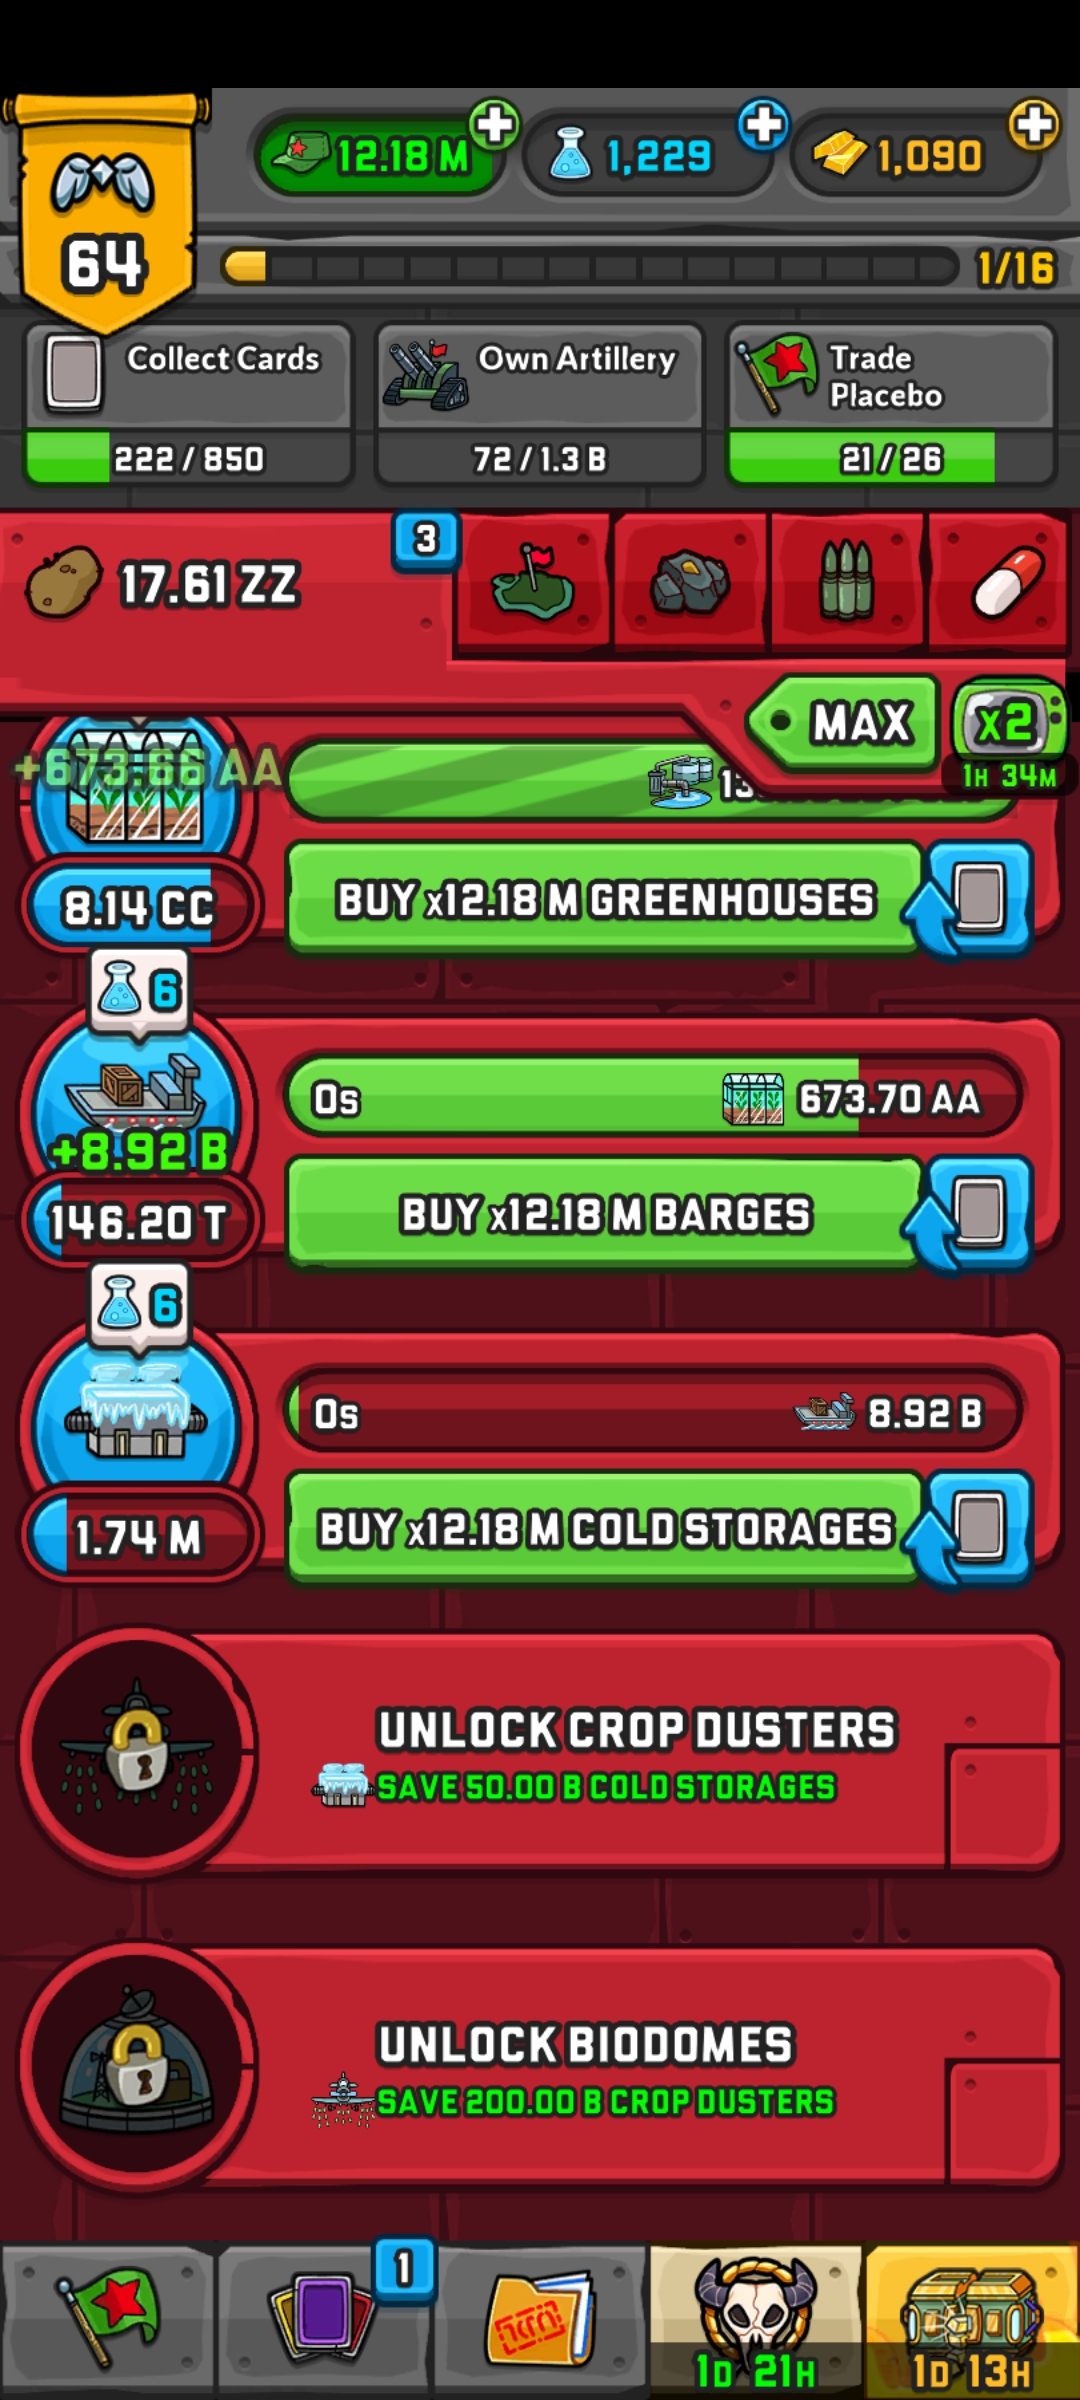 12.18 M
1,229
1,090
64
1/16
Collect Cards
222 / 850
Own Artillery
72 / 1.3 B
Trade
Placebo
21 / 26
17.61 ZZ
3
MAX
x2
1H 34M
+673.66 AA
13
8.14 CC
BUY x12.18 M GREENHOUSES
6
+8.92 B
146.20 T
0s
673.70 AA
BUY x12.18 M BARGES
6
1.74 M
0s
8.92 B
BUY x12.18 M COLD STORAGES
UNLOCK CROP DUSTERS
SAVE 50.00 B COLD STORAGES
UNLOCK BIODOMES
SAVE 200.00 B CROP DUSTERS
1
1D 21H
1D 13H